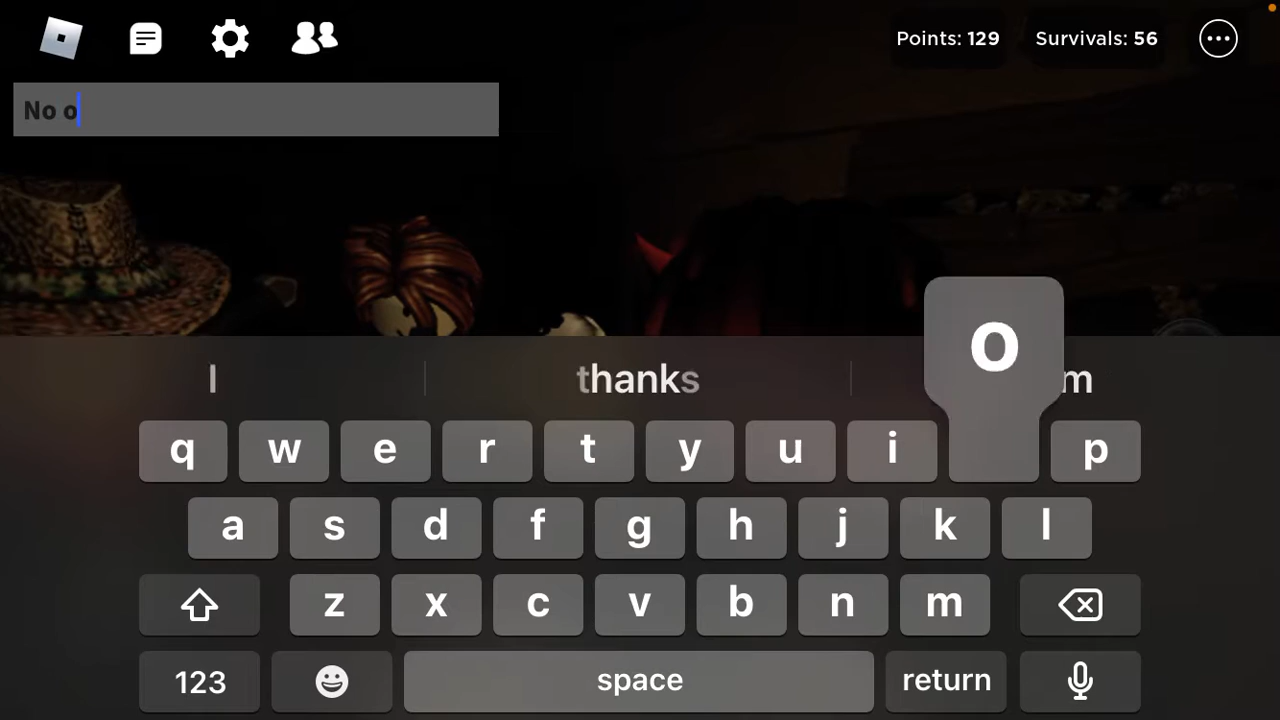 Points: 129 Survivals: 56
No o
I thanks m
o
q w e r t y u i p
a s d f g h j k l
z x c v b n m
123 space return